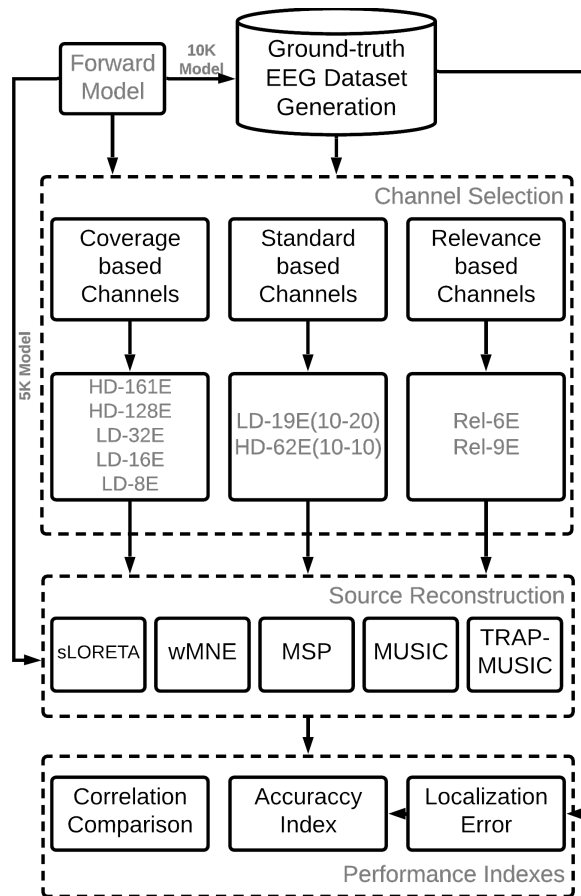 Forward
Model
10K
Model
Ground-truth
EEG Dataset
Generation
Channel Selection
Coverage
based
Channels
Standard
based
Channels
Relevance
based
Channels
5K Model
HD-161E
HD-128E
LD-32E
LD-16E
LD-8E
LD-19E(10-20)
HD-62E(10-10)
Rel-6E
Rel-9E
Source Reconstruction
sLORETA
wMNE
MSP
MUSIC
TRAP-
MUSIC
Correlation
Comparison
Accuraccy
Index
Localization
Error
Performance Indexes